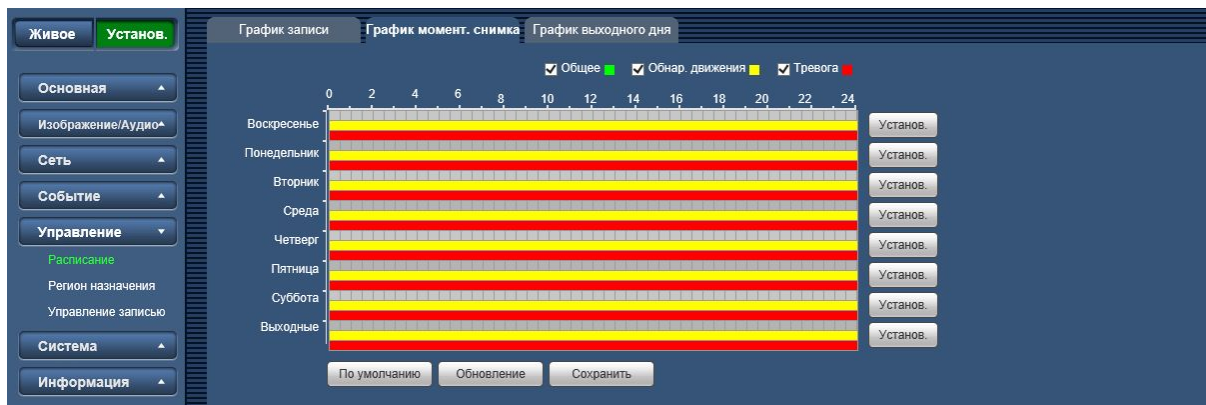 Живое Установ.
График записи График момент. снимка График выходного дня
Общее Обнар. движения Тревога
Основная
Изображение/Аудио
Сеть
Событие
Управление
Расписание
Регион назначения
Управление записью
Система
Информация
0 2 4 6 8 10 12 14 16 18 20 22 24
Воскресенье Установ.
Понедельник Установ.
Вторник Установ.
Среда Установ.
Четверг Установ.
Пятница Установ.
Суббота Установ.
Выходные Установ.
По умолчанию Обновление Сохранить